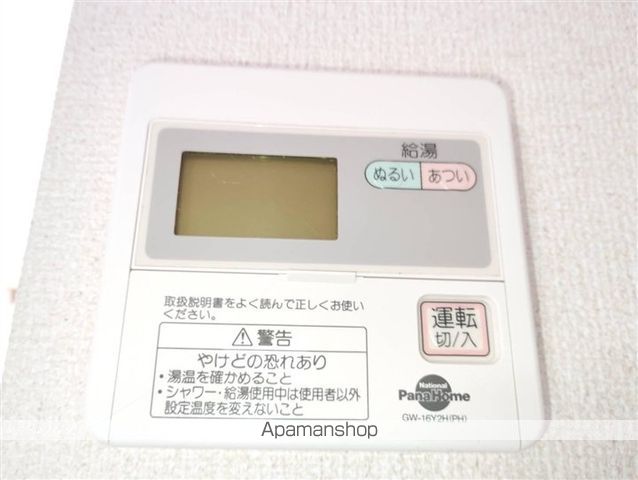 給湯
ぬるい あつい
取扱説明書をよく読んで正しくお使い
ください。
⚠ 警告
やけどの恐れあり
・湯温を確かめること
・シャワー・給湯使用中は使用者以外
設定温度を変えないこと
運転
切/入
National
PanaHome
GW-16Y2H(PH)
Apamanshop